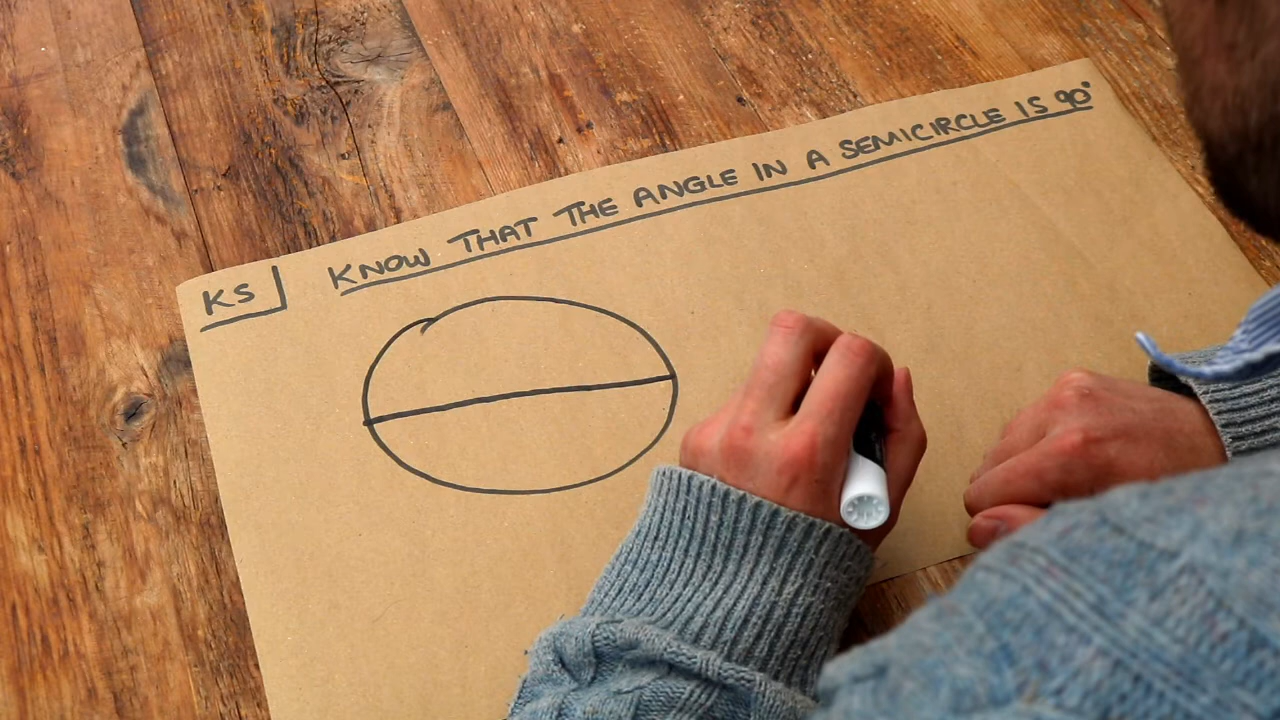 KS
KNOW THAT THE ANGLE IN A SEMICIRCLE IS 90°